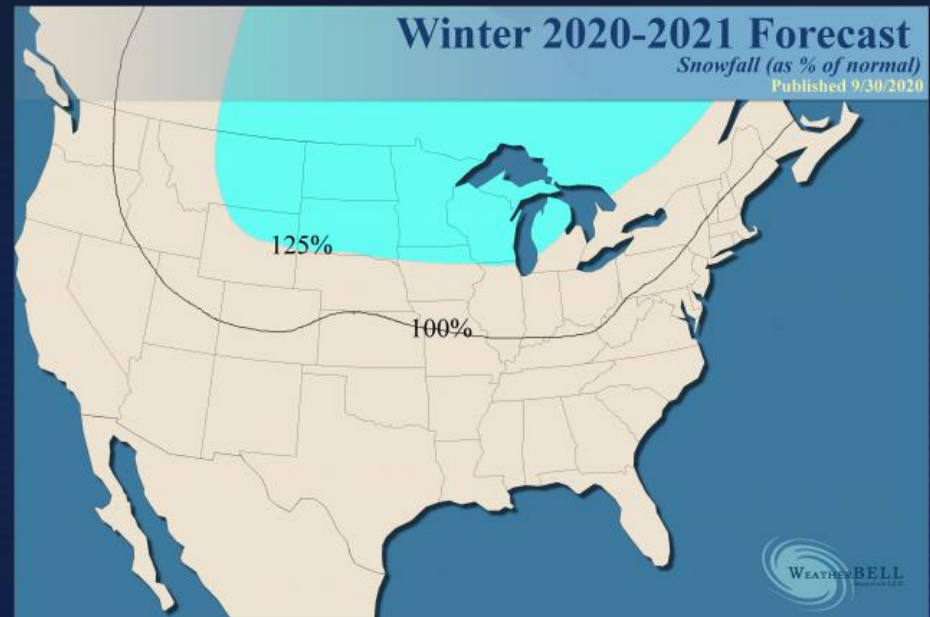 Winter 2020-2021 Forecast
Snowfall (as % of normal)
Published 9/30/2020
125%
100%
WEATHERBELL